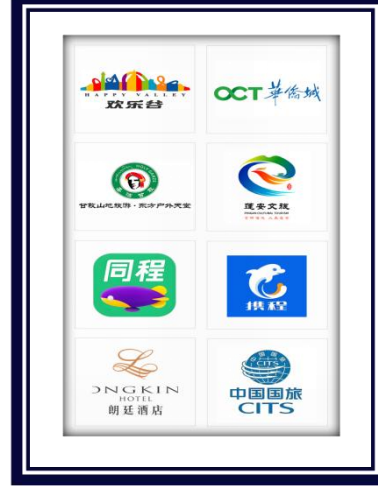 HAPPY VALLEY
欢乐谷
OCT 華僑城
甘孜山地旅游·东方户外天堂
蓬安文旅
同程
携程
CITS
ONGKIN
HOTEL
朗廷酒店
中国国旅
CITS